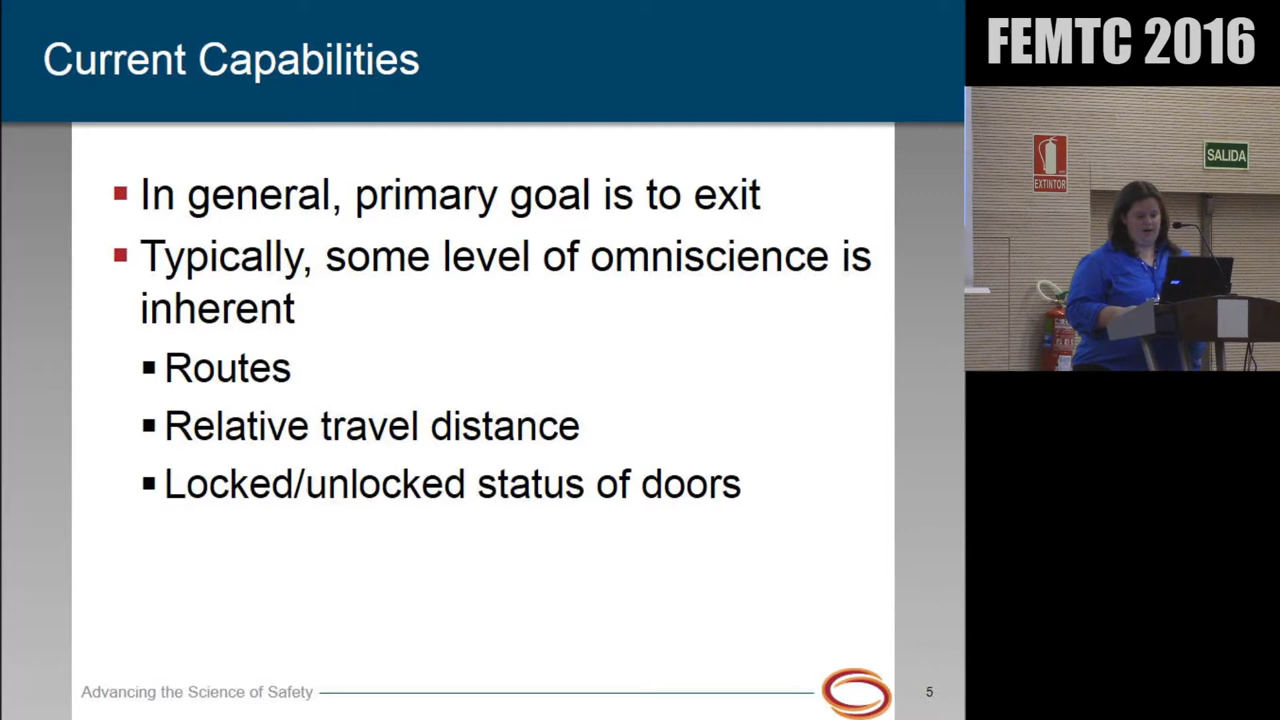 Current Capabilities
FEMTC 2016
In general, primary goal is to exit
Typically, some level of omniscience is
inherent
Routes
Relative travel distance
Locked/unlocked status of doors
Advancing the Science of Safety
5
EXTINTOR
SALIDA